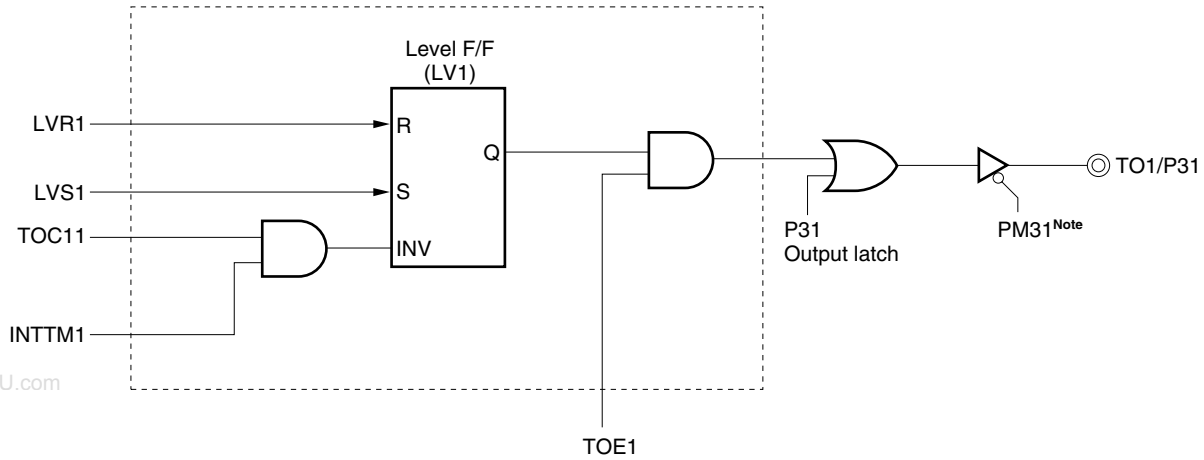 Level F/F
(LV1)
LVR1
R
Q
TO1/P31
LVS1
S
TOC11
P31
PM31Note
INV
Output latch
INTTM1
U.com
TOE1